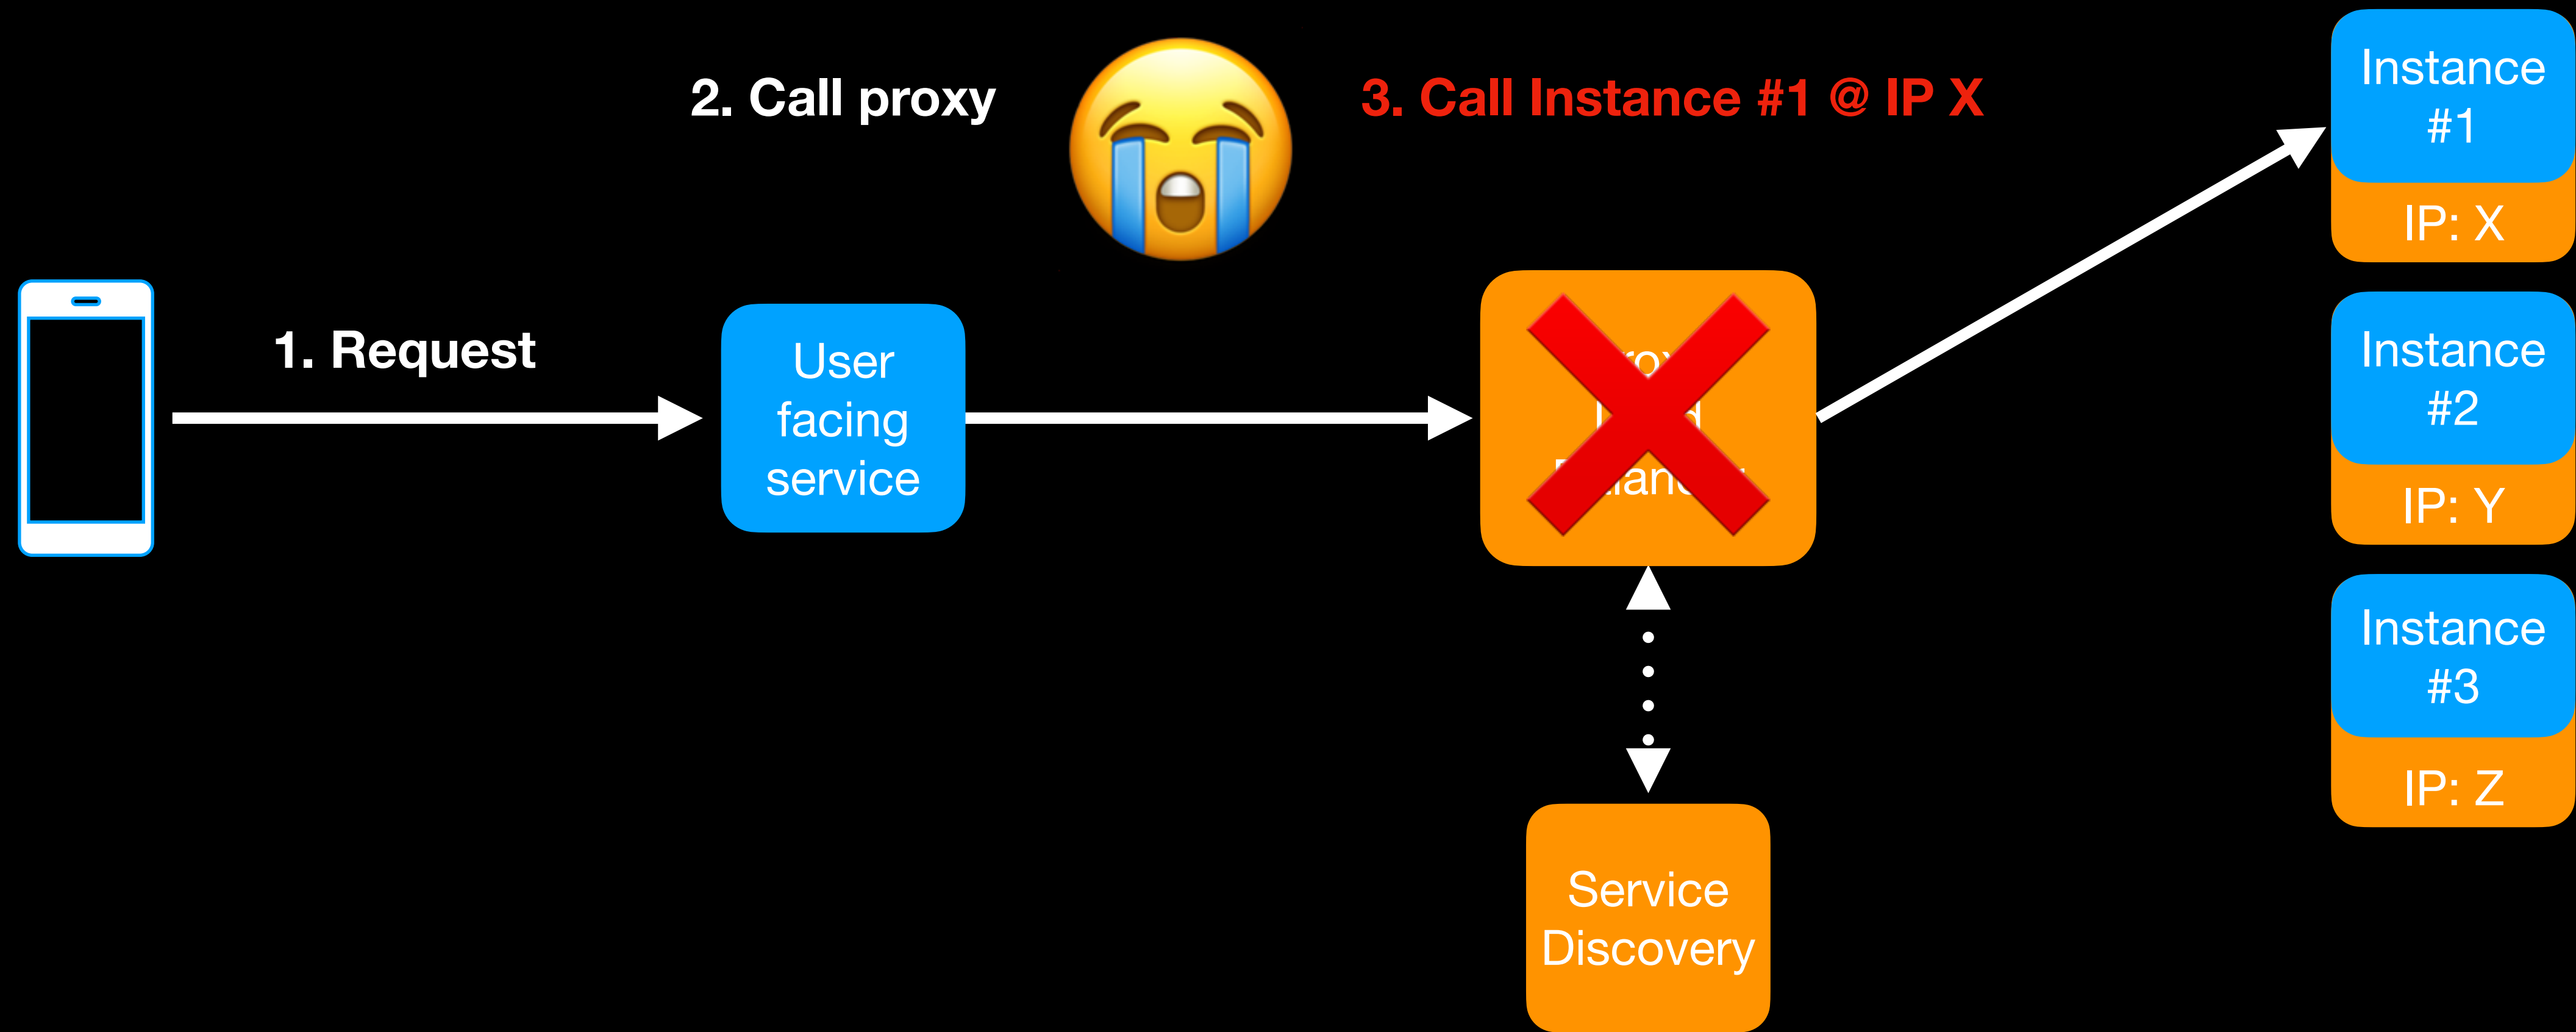 2. Call proxy
3. Call Instance #1 @ IP X
1. Request
User
facing
service
Instance
#1
IP: X
Instance
#2
IP: Y
Instance
#3
IP: Z
Service
Discovery